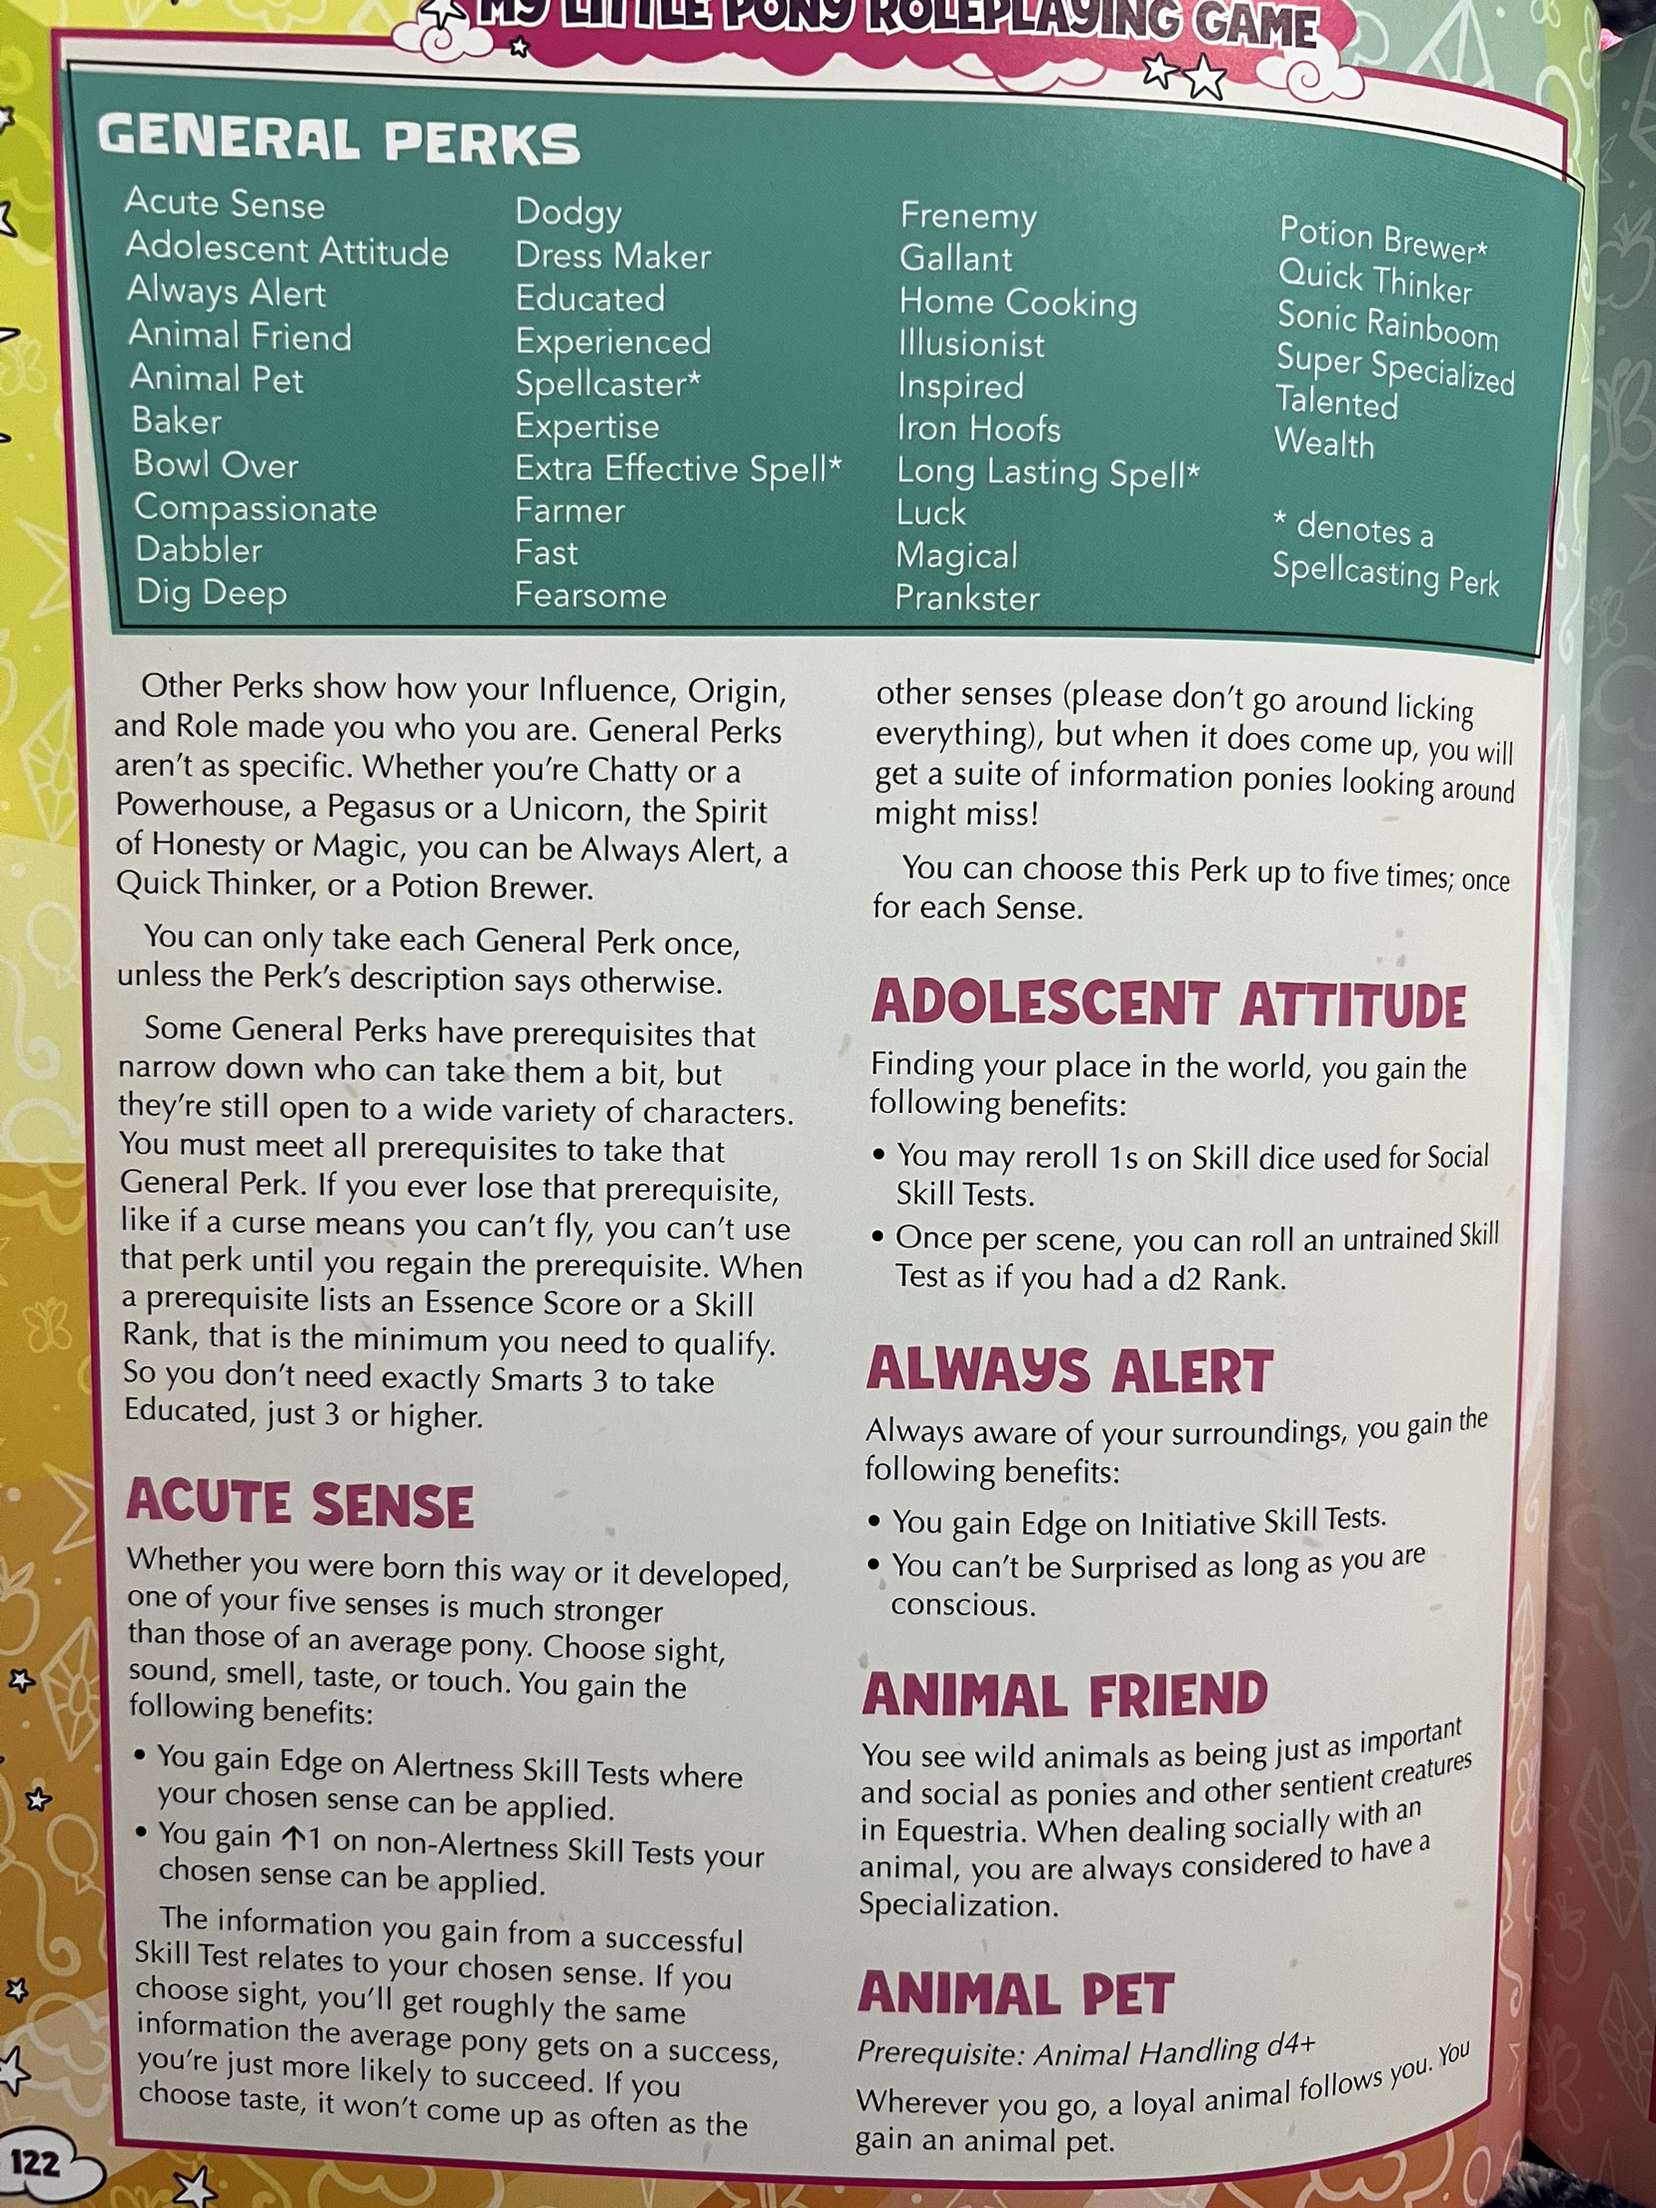 MY LITTLE PONY ROLEPLAYING GAME
GENERAL PERKS
Acute Sense
Adolescent Attitude
Always Alert
Animal Friend
Animal Pet
Baker
Bowl Over
Compassionate
Dabbler
Dig Deep
Dodgy
Dress Maker
Educated
Experienced
Spellcaster*
Expertise
Extra Effective Spell*
Farmer
Fast
Fearsome
Frenemy
Gallant
Home Cooking
Illusionist
Inspired
Iron Hoofs
Long Lasting Spell*
Luck
Magical
Prankster
Potion Brewer*
Quick Thinker
Sonic Rainboom
Super Specialized
Talented
Wealth
* denotes a
Spellcasting Perk
Other Perks show how your Influence, Origin,
and Role made you who you are. General Perks
aren't as specific. Whether you're Chatty or a
Powerhouse, a Pegasus or a Unicorn, the Spirit
of Honesty or Magic, you can be Always Alert, a
Quick Thinker, or a Potion Brewer.
You can only take each General Perk once,
unless the Perk's description says otherwise.
Some General Perks have prerequisites that
narrow down who can take them a bit, but
they're still open to a wide variety of characters.
You must meet all prerequisites to take that
General Perk. If you ever lose that prerequisite,
like if a curse means you can't fly, you can't use
that perk until you regain the prerequisite. When
a prerequisite lists an Essence Score or a Skill
Rank, that is the minimum you need to qualify.
So you don't need exactly Smarts 3 to take
Educated, just 3 or higher.
ACUTE SENSE
Whether you were born this way or it developed,
one of your five senses is much stronger
than those of an average pony. Choose sight,
sound, smell, taste, or touch. You gain the
following benefits:
• You gain Edge on Alertness Skill Tests where
your chosen sense can be applied.
• You gain ↑1 on non-Alertness Skill Tests your
chosen sense can be applied.
The information you gain from a successful
Skill Test relates to your chosen sense. If you
choose sight, you'll get roughly the same
information the average pony gets on a success,
you're just more likely to succeed. If you
choose taste, it won't come up as often as the
other senses (please don't go around licking
everything), but when it does come up, you will
get a suite of information ponies looking around
might miss!
You can choose this Perk up to five times; once
for each Sense.
ADOLESCENT ATTITUDE
Finding your place in the world, you gain the
following benefits:
• You may reroll 1s on Skill dice used for Social
Skill Tests.
• Once per scene, you can roll an untrained Skill
Test as if you had a d2 Rank.
ALWAYS ALERT
Always aware of your surroundings, you gain the
following benefits:
• You gain Edge on Initiative Skill Tests.
• You can't be Surprised as long as you are
conscious.
ANIMAL FRIEND
You see wild animals as being just as important
and social as ponies and other sentient creatures
in Equestria. When dealing socially with an
animal, you are always considered to have a
Specialization.
ANIMAL PET
Prerequisite: Animal Handling d4+
Wherever you go, a loyal animal follows you. You
gain an animal pet.
122